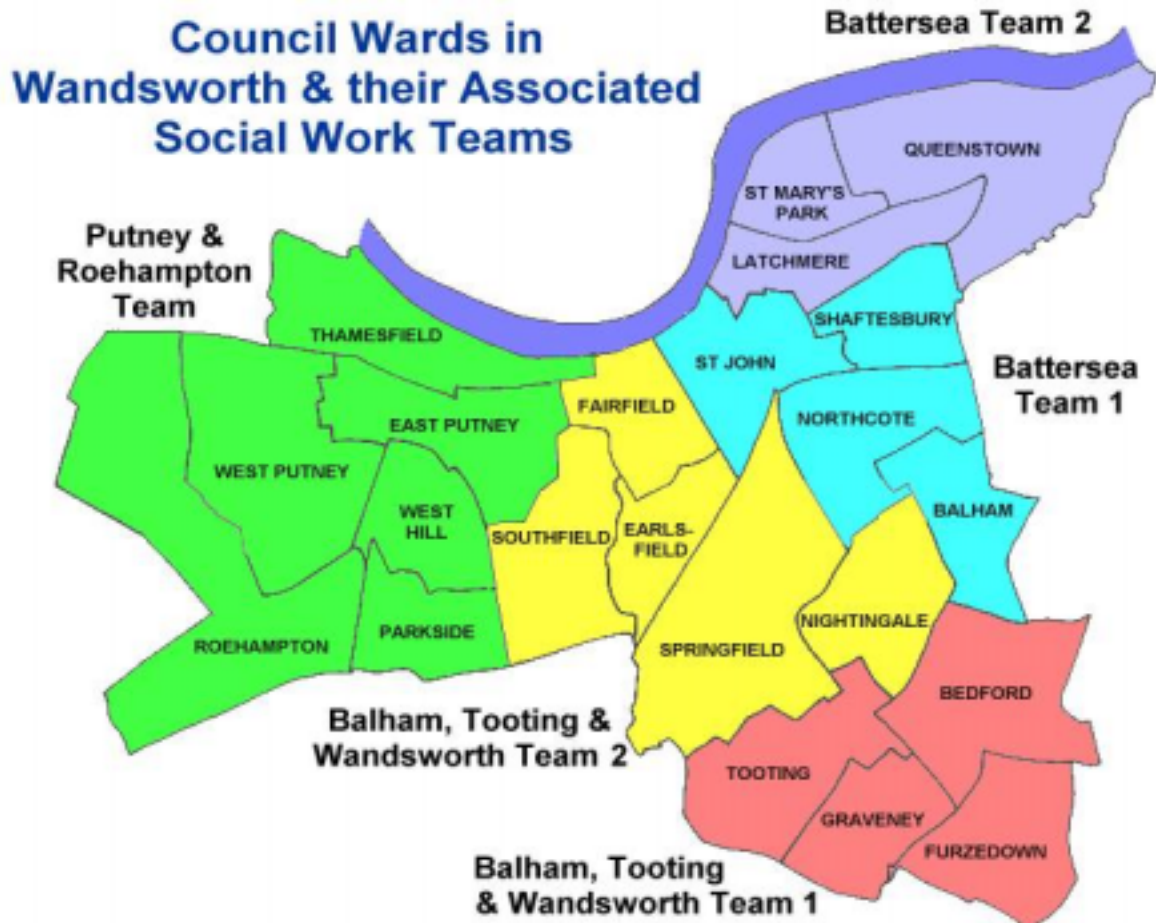 Council Wards in
Wandsworth & their Associated
Social Work Teams
Battersea Team 2
QUEENSTOWN
ST MARY'S
PARK
LATCHMERE
Putney &
Roehampton
Team
THAMESFIELD
SHAFTESBURY
ST JOHN
Battersea
Team 1
FAIRFIELD
NORTHCOTE
EAST PUTNEY
WEST PUTNEY
WEST
HILL
SOUTHFIELD
EARLS-
FIELD
BALHAM
ROEHAMPTON
PARKSIDE
SPRINGFIELD
NIGHTINGALE
BEDFORD
Balham, Tooting &
Wandsworth Team 2
TOOTING
GRAVENEY
FURZEDOWN
Balham, Tooting
& Wandsworth Team 1